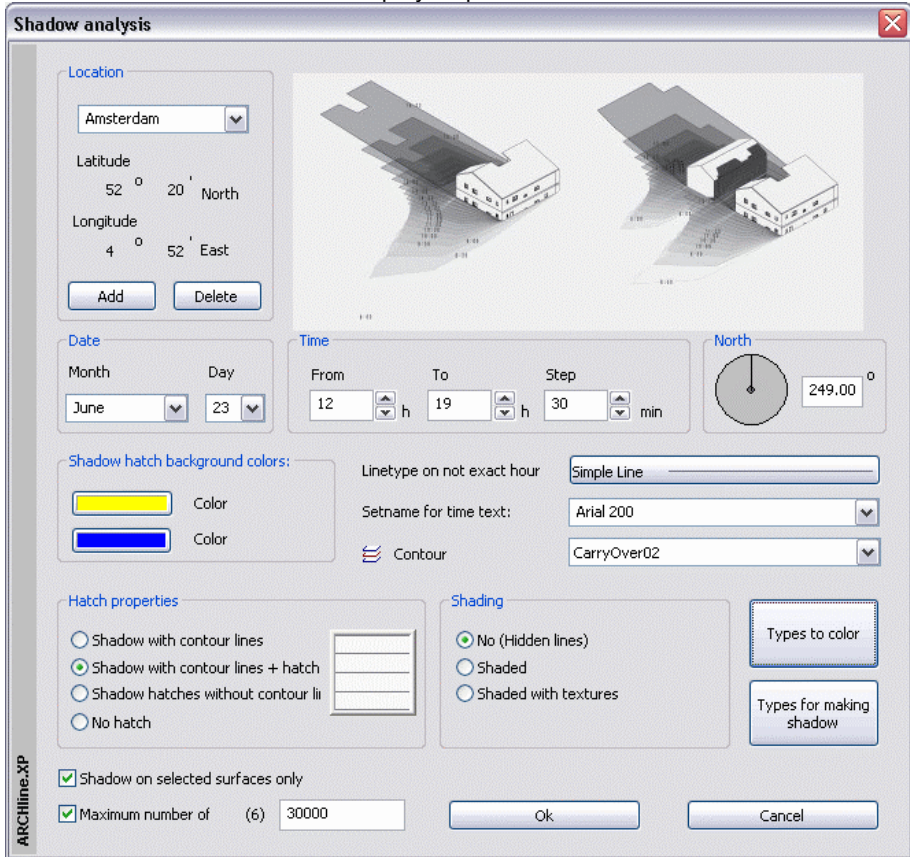 Shadow analysis
Location
Amsterdam
Latitude
52 ° 20 ' North
Longitude
4 ° 52 ' East
Add Delete
Date
Month Day
June 23
Time
From To Step
12 h 19 h 30 min
North
249.00 °
Shadow hatch background colors:
Color
Color
Linetype on not exact hour Simple Line
Setname for time text: Arial 200
Contour CarryOver02
Hatch properties
Shadow with contour lines
Shadow with contour lines + hatch
Shadow hatches without contour li
No hatch
Shading
No (Hidden lines)
Shaded
Shaded with textures
Types to color
Types for making
shadow
Shadow on selected surfaces only
Maximum number of (6) 30000
Ok Cancel
ARCHline.XP